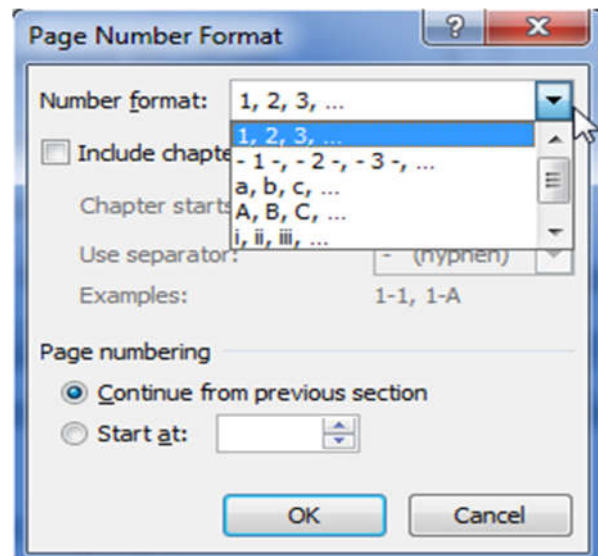 Page Number Format
Number format: 1, 2, 3, ...
1, 2, 3, ...
Include chapte
- 1 -, - 2 -, - 3 -, ...
a, b, c, ...
Chapter starts
A, B, C, ...
i, ii, iii, ...
Use separator: - (hyphen)
Examples: 1-1, 1-A
Page numbering
Continue from previous section
Start at:
OK Cancel